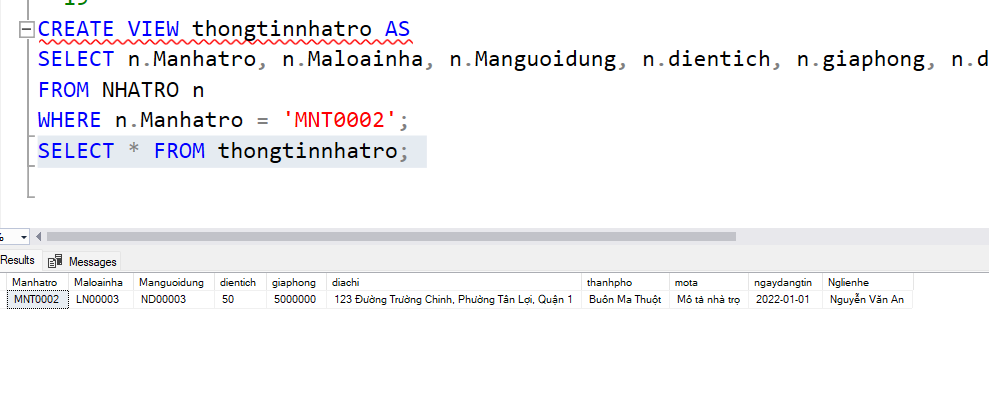 19
CREATE VIEW thongtinnhatro AS
SELECT n.Manhatro, n.Maloainha, n.Manguoidung, n.dientich, n.giaphong, n.d
FROM NHATRO n
WHERE n.Manhatro = 'MNT0002';
SELECT * FROM thongtinnhatro;
%
Results Messages
Manhatro Maloainha Manguoidung dientich giaphong diachi thanhpho mota ngaydangtin Nglienhe
MNT0002 LN00003 ND00003 50 5000000 123 Đường Trường Chinh, Phường Tân Lợi, Quận 1 Buôn Ma Thuột Mô tả nhà trọ 2022-01-01 Nguyễn Văn An